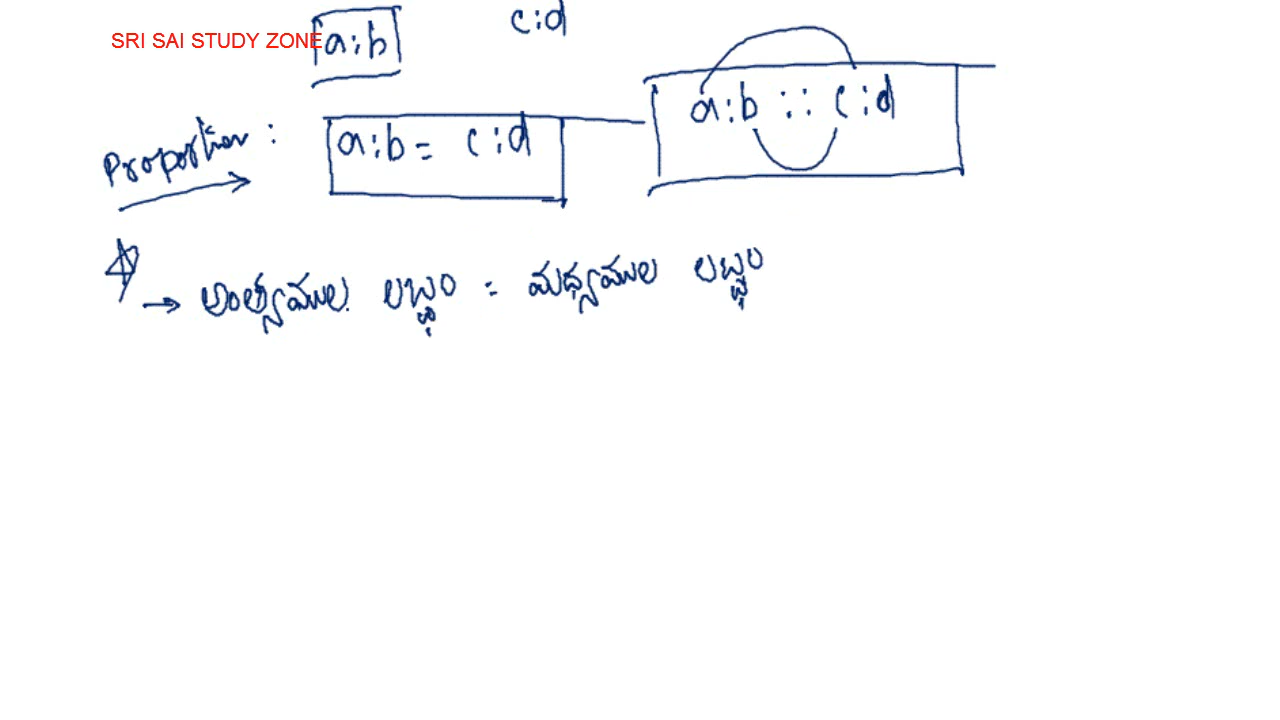 c:d
SRI SAI STUDY ZONE a:b
a:b :: c:d
Proportion : a:b = c:d
→ అంత్యముల లబ్ధం = మధ్యముల లబ్ధం